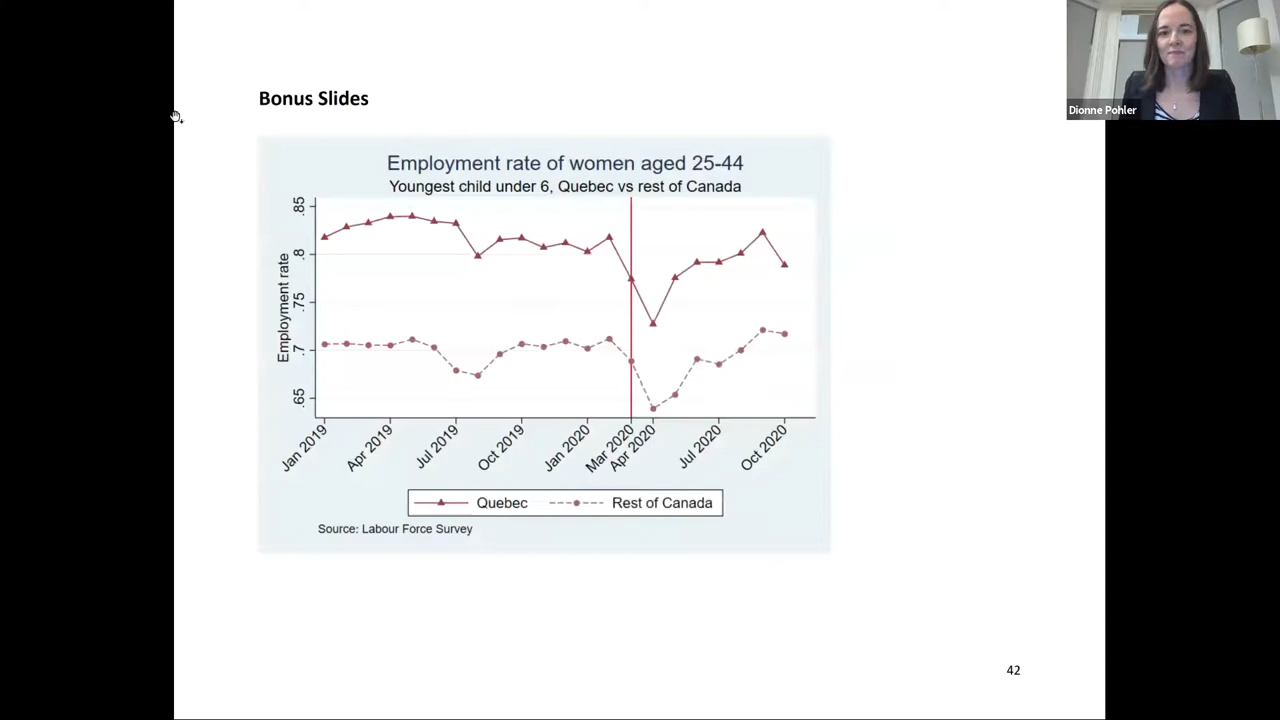 Dionne Pohler
Bonus Slides
Employment rate of women aged 25-44
Youngest child under 6, Quebec vs rest of Canada
Employment rate
.85
.8
.75
.7
.65
Jan 2019
Apr 2019
Jul 2019
Oct 2019
Jan 2020
Mar 2020
Apr 2020
Jul 2020
Oct 2020
Quebec
Rest of Canada
Source: Labour Force Survey
42